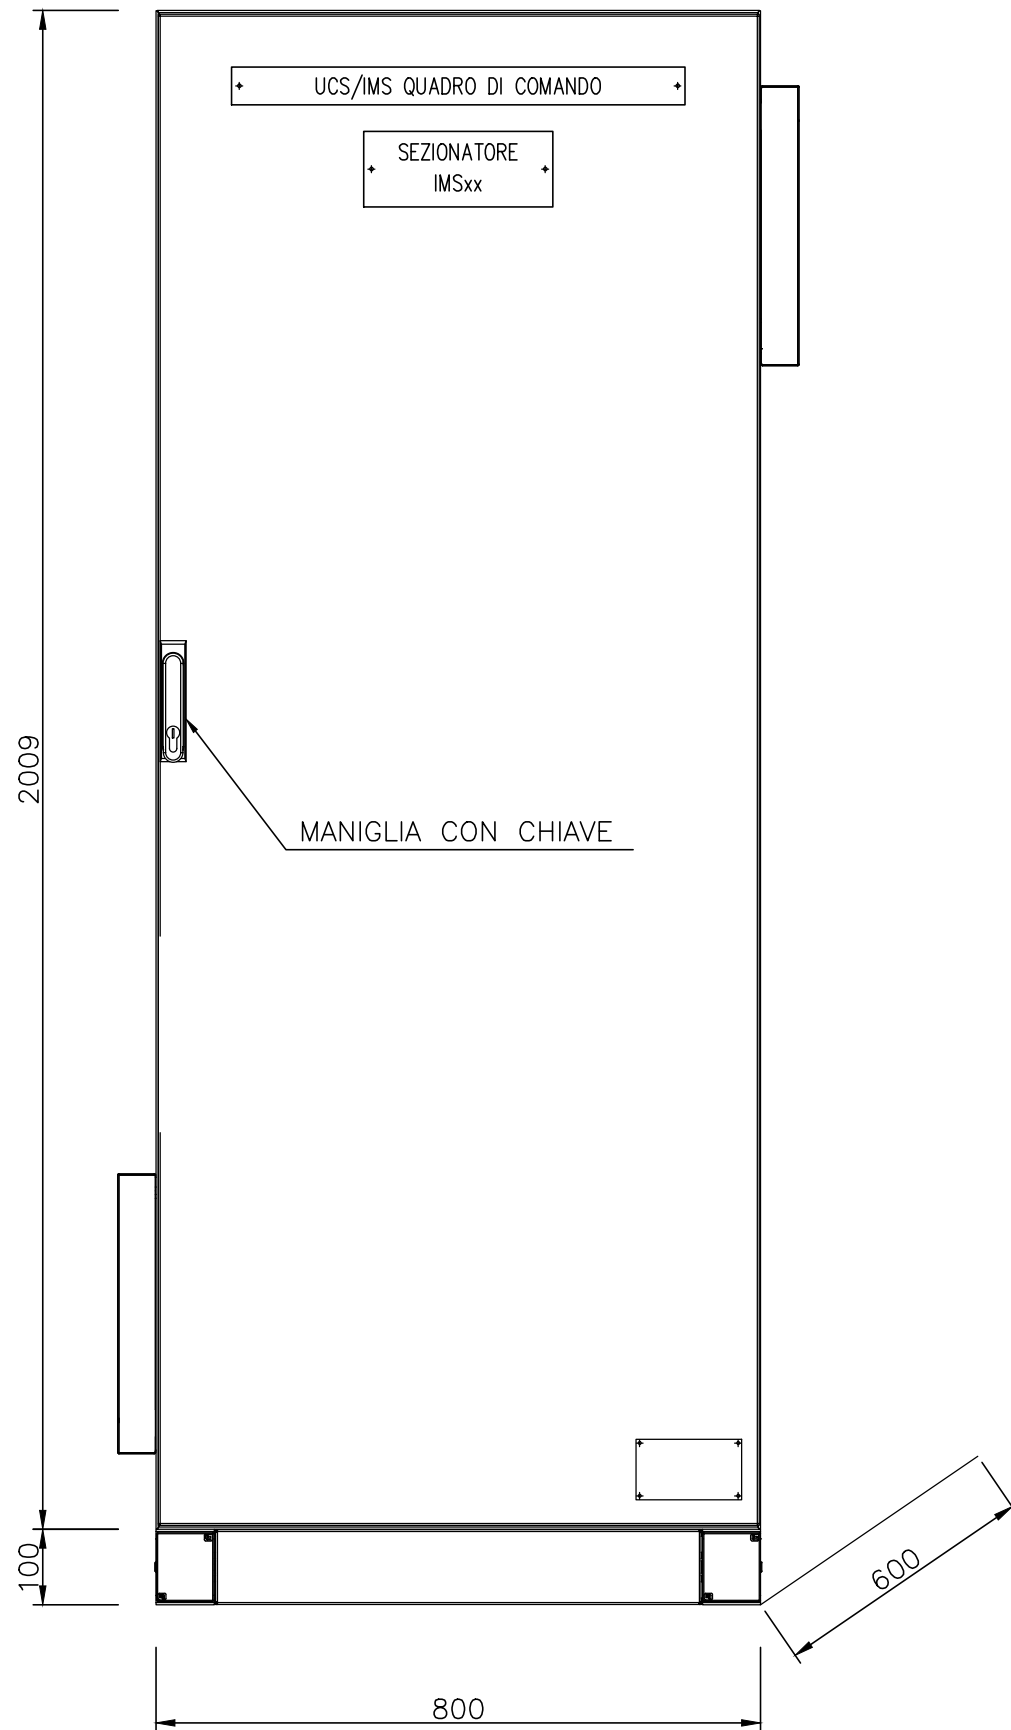 UCS/IMS QUADRO DI COMANDO
SEZIONATORE
IMSxx
2009
MANIGLIA CON CHIAVE
100
600
800